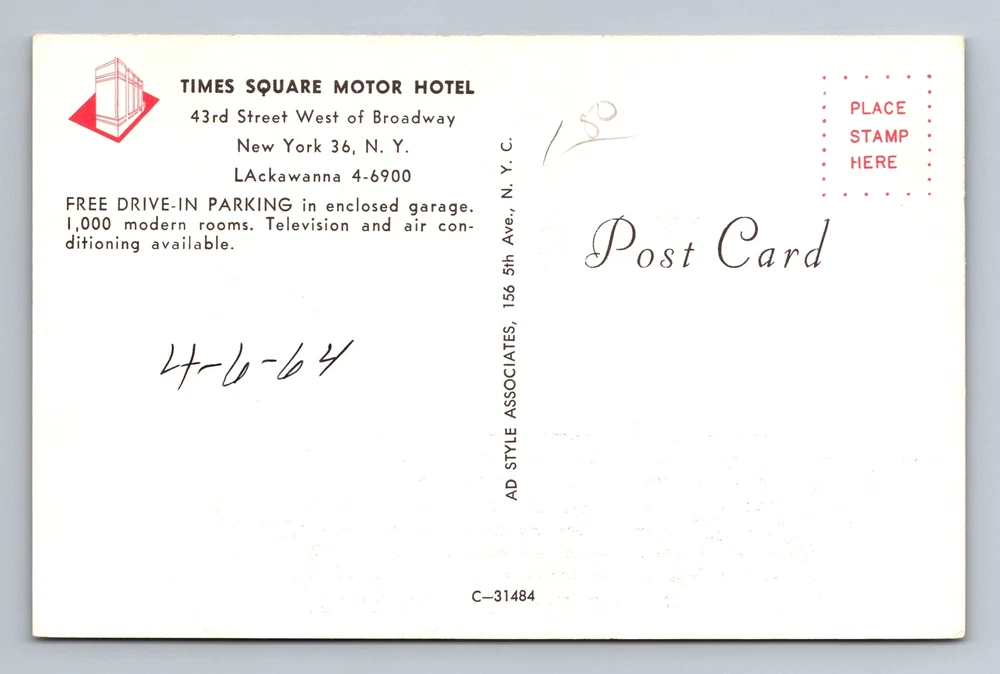 TIMES SQUARE MOTOR HOTEL
43rd Street West of Broadway
New York 36, N. Y.
LAckawanna 4-6900
FREE DRIVE-IN PARKING in enclosed garage.
1,000 modern rooms. Television and air con-
ditioning available.
4-6-64
AD STYLE ASSOCIATES, 156 5th Ave., N. Y. C.
C—31484
1 50
PLACE
STAMP
HERE
Post Card